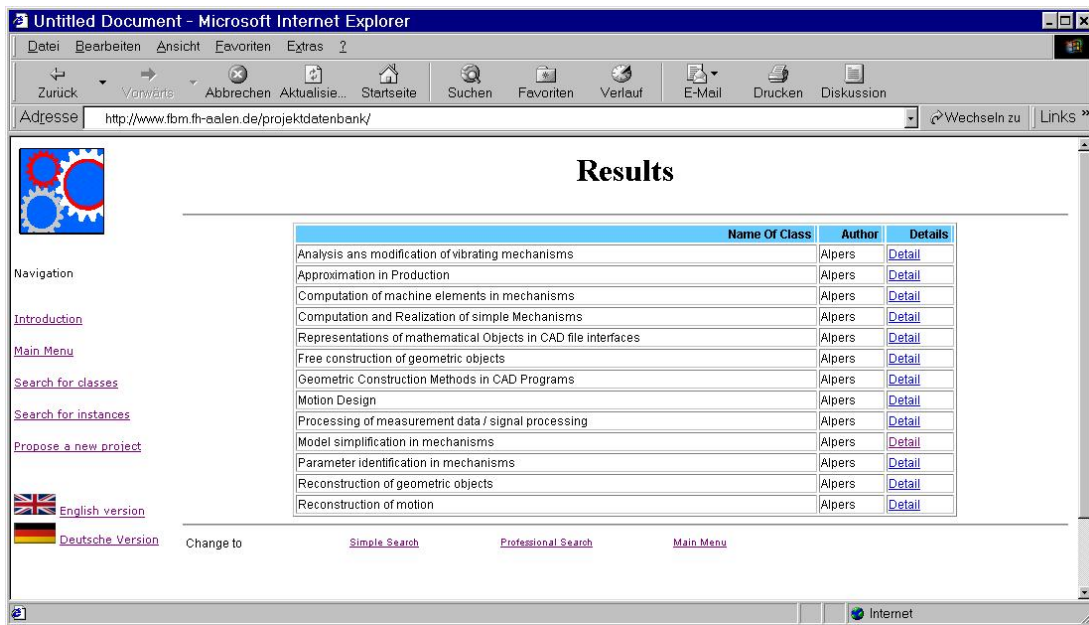 Untitled Document - Microsoft Internet Explorer
Datei Bearbeiten Ansicht Favoriten Extras ?
Zurück Vorwärts Abbrechen Aktualisie... Startseite Suchen Favoriten Verlauf E-Mail Drucken Diskussion
Adresse http://www.fbm.fh-aalen.de/projektdatenbank/ Wechseln zu Links »
Results
Name Of Class Author Details
Analysis ans modification of vibrating mechanisms Alpers Detail
Approximation in Production Alpers Detail
Computation of machine elements in mechanisms Alpers Detail
Computation and Realization of simple Mechanisms Alpers Detail
Representations of mathematical Objects in CAD file interfaces Alpers Detail
Free construction of geometric objects Alpers Detail
Geometric Construction Methods in CAD Programs Alpers Detail
Motion Design Alpers Detail
Processing of measurement data / signal processing Alpers Detail
Model simplification in mechanisms Alpers Detail
Parameter identification in mechanisms Alpers Detail
Reconstruction of geometric objects Alpers Detail
Reconstruction of motion Alpers Detail
Navigation
Introduction
Main Menu
Search for classes
Search for instances
Propose a new project
English version
Deutsche Version
Change to Simple Search Professional Search Main Menu
Internet